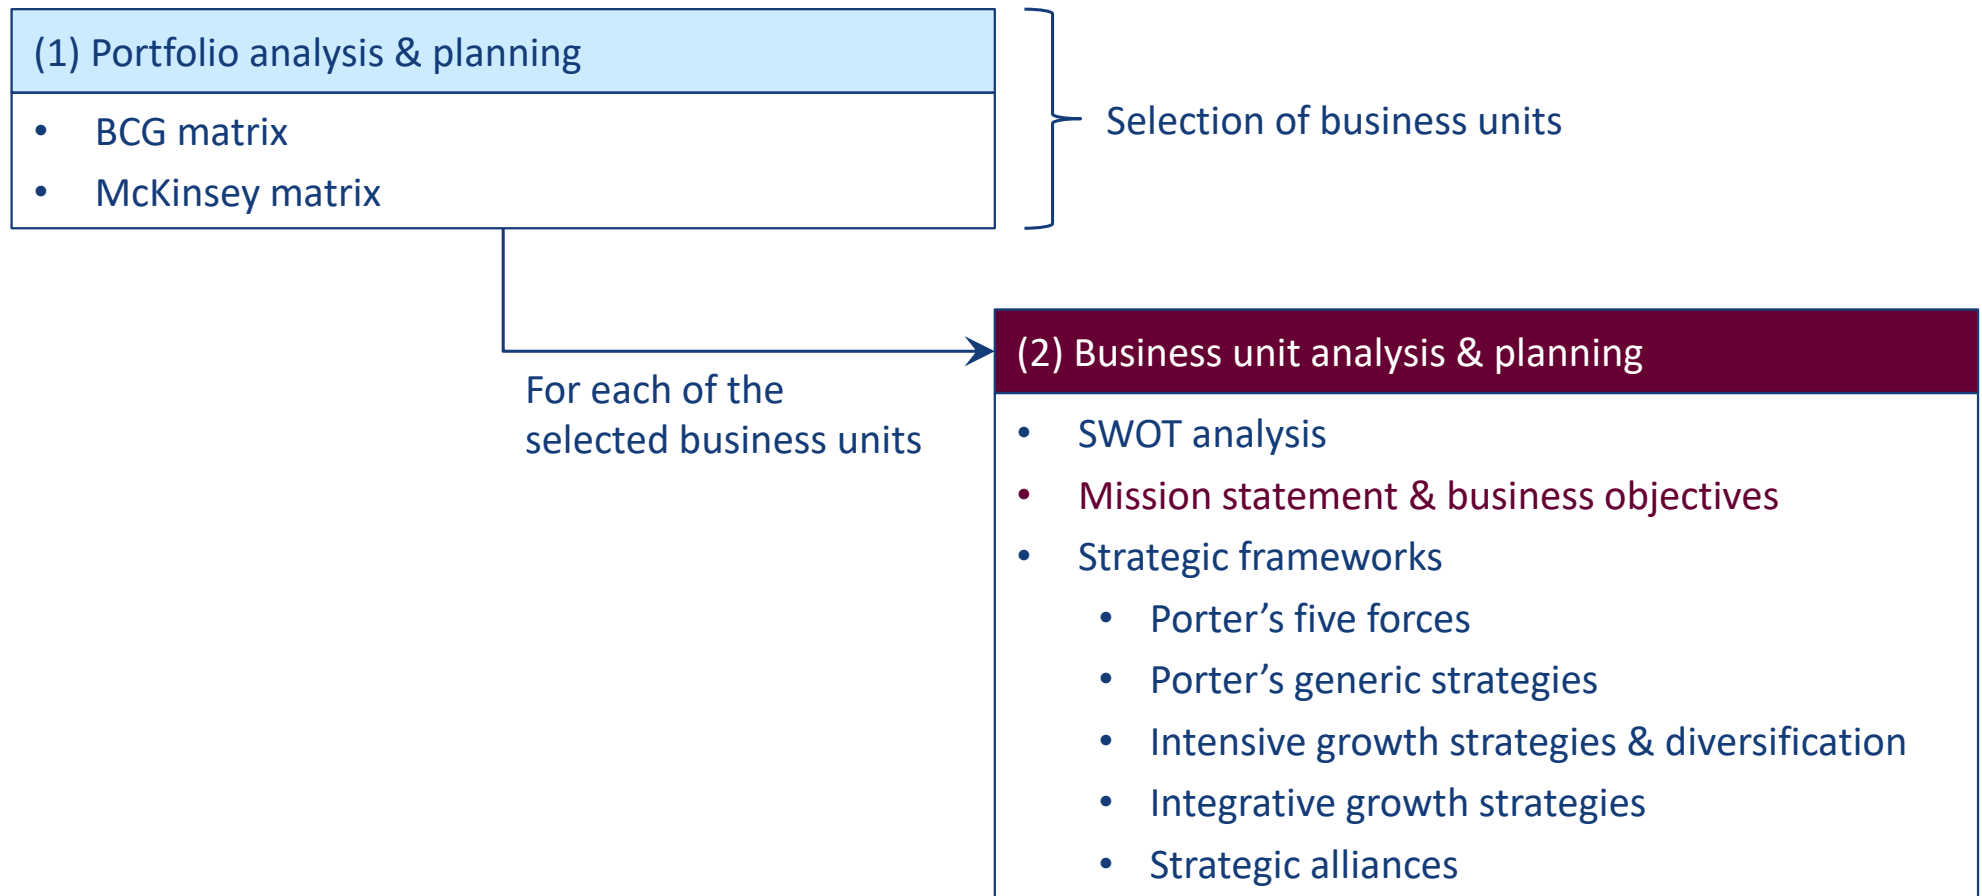 (1) Portfolio analysis & planning
• BCG matrix
• McKinsey matrix
Selection of business units
For each of the
selected business units
(2) Business unit analysis & planning
• SWOT analysis
• Mission statement & business objectives
• Strategic frameworks
• Porter’s five forces
• Porter’s generic strategies
• Intensive growth strategies & diversification
• Integrative growth strategies
• Strategic alliances